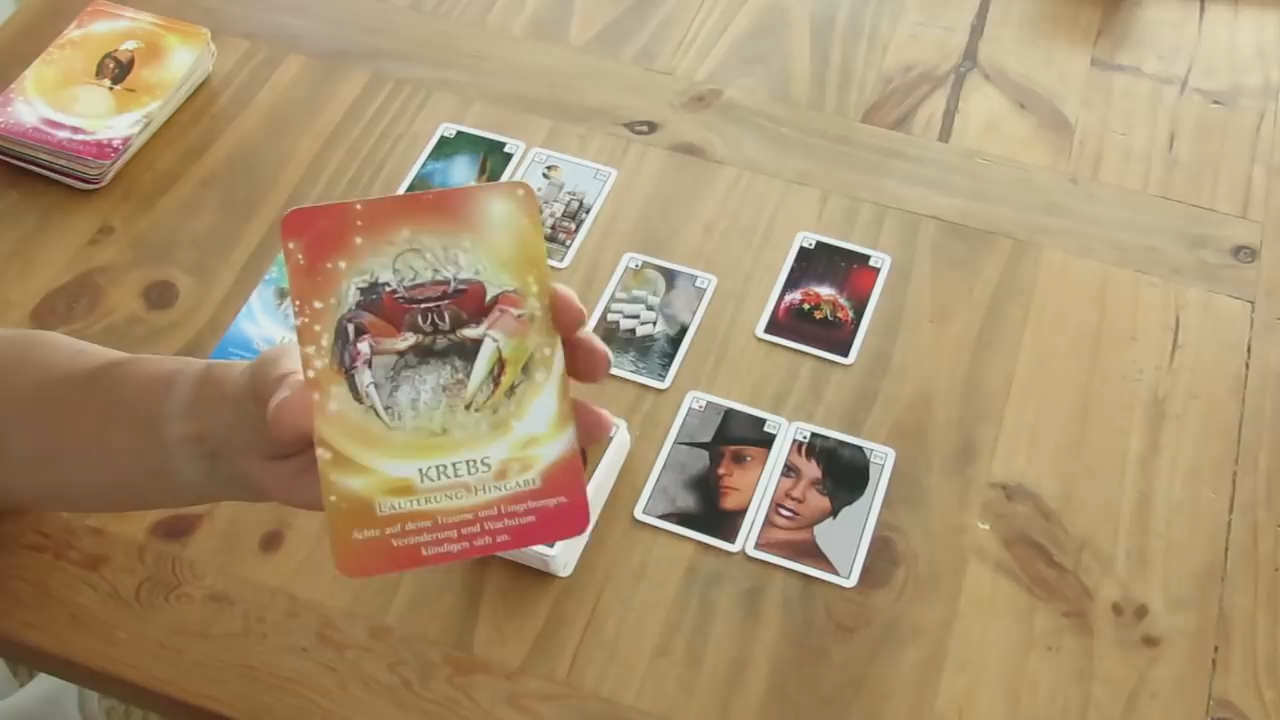 KREBS
LÄUTERUNG, HINGABE
Achte auf deine Träume und Eingebungen.
Veränderung und Wachstum
kündigen sich an.